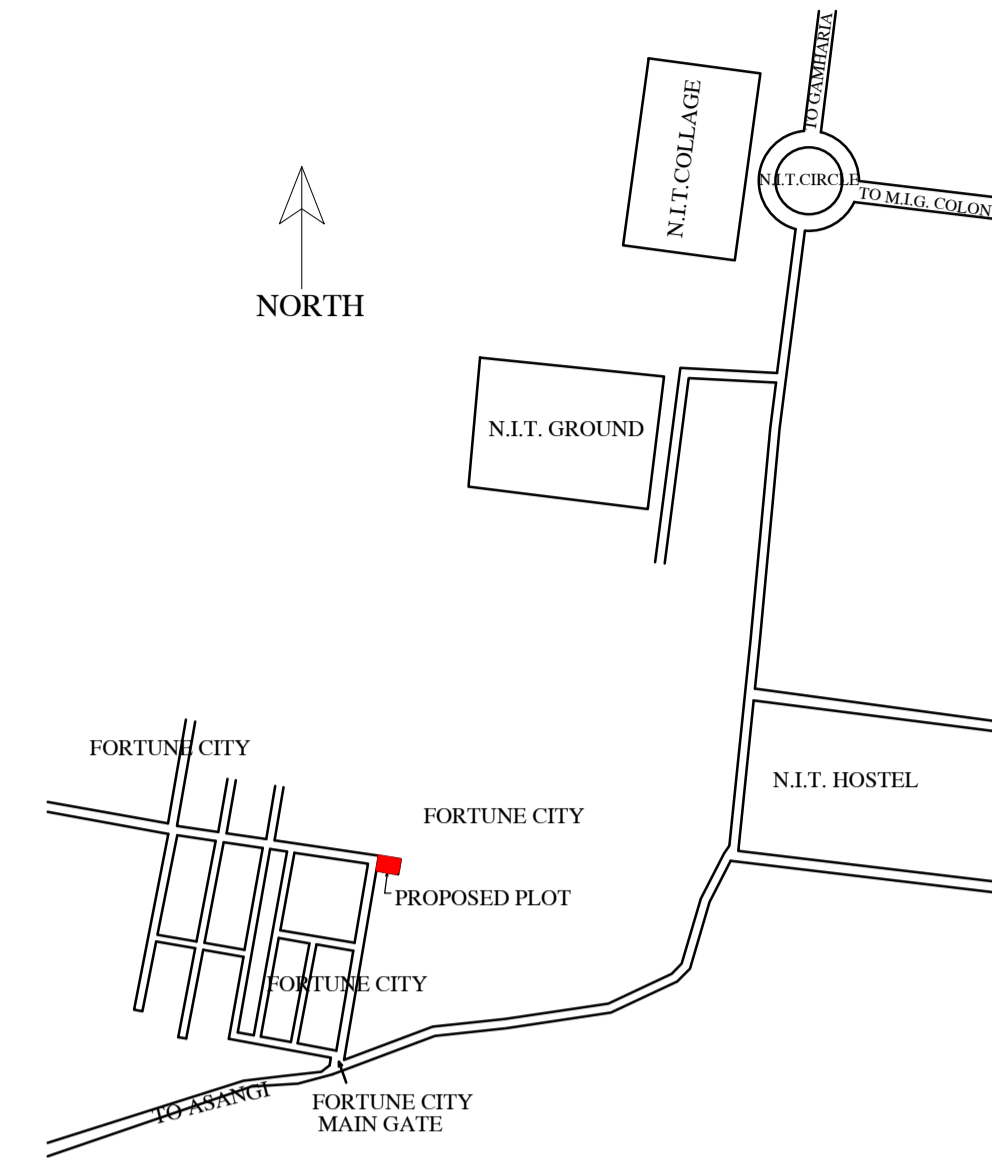 TO GAMHARIA
N.I.T.COLLAGE
N.I.T.CIRCLE
TO M.I.G. COLON
NORTH
N.I.T. GROUND
FORTUNE CITY
N.I.T. HOSTEL
FORTUNE CITY
PROPOSED PLOT
FORTUNE CITY
TO ASANGI
FORTUNE CITY
MAIN GATE